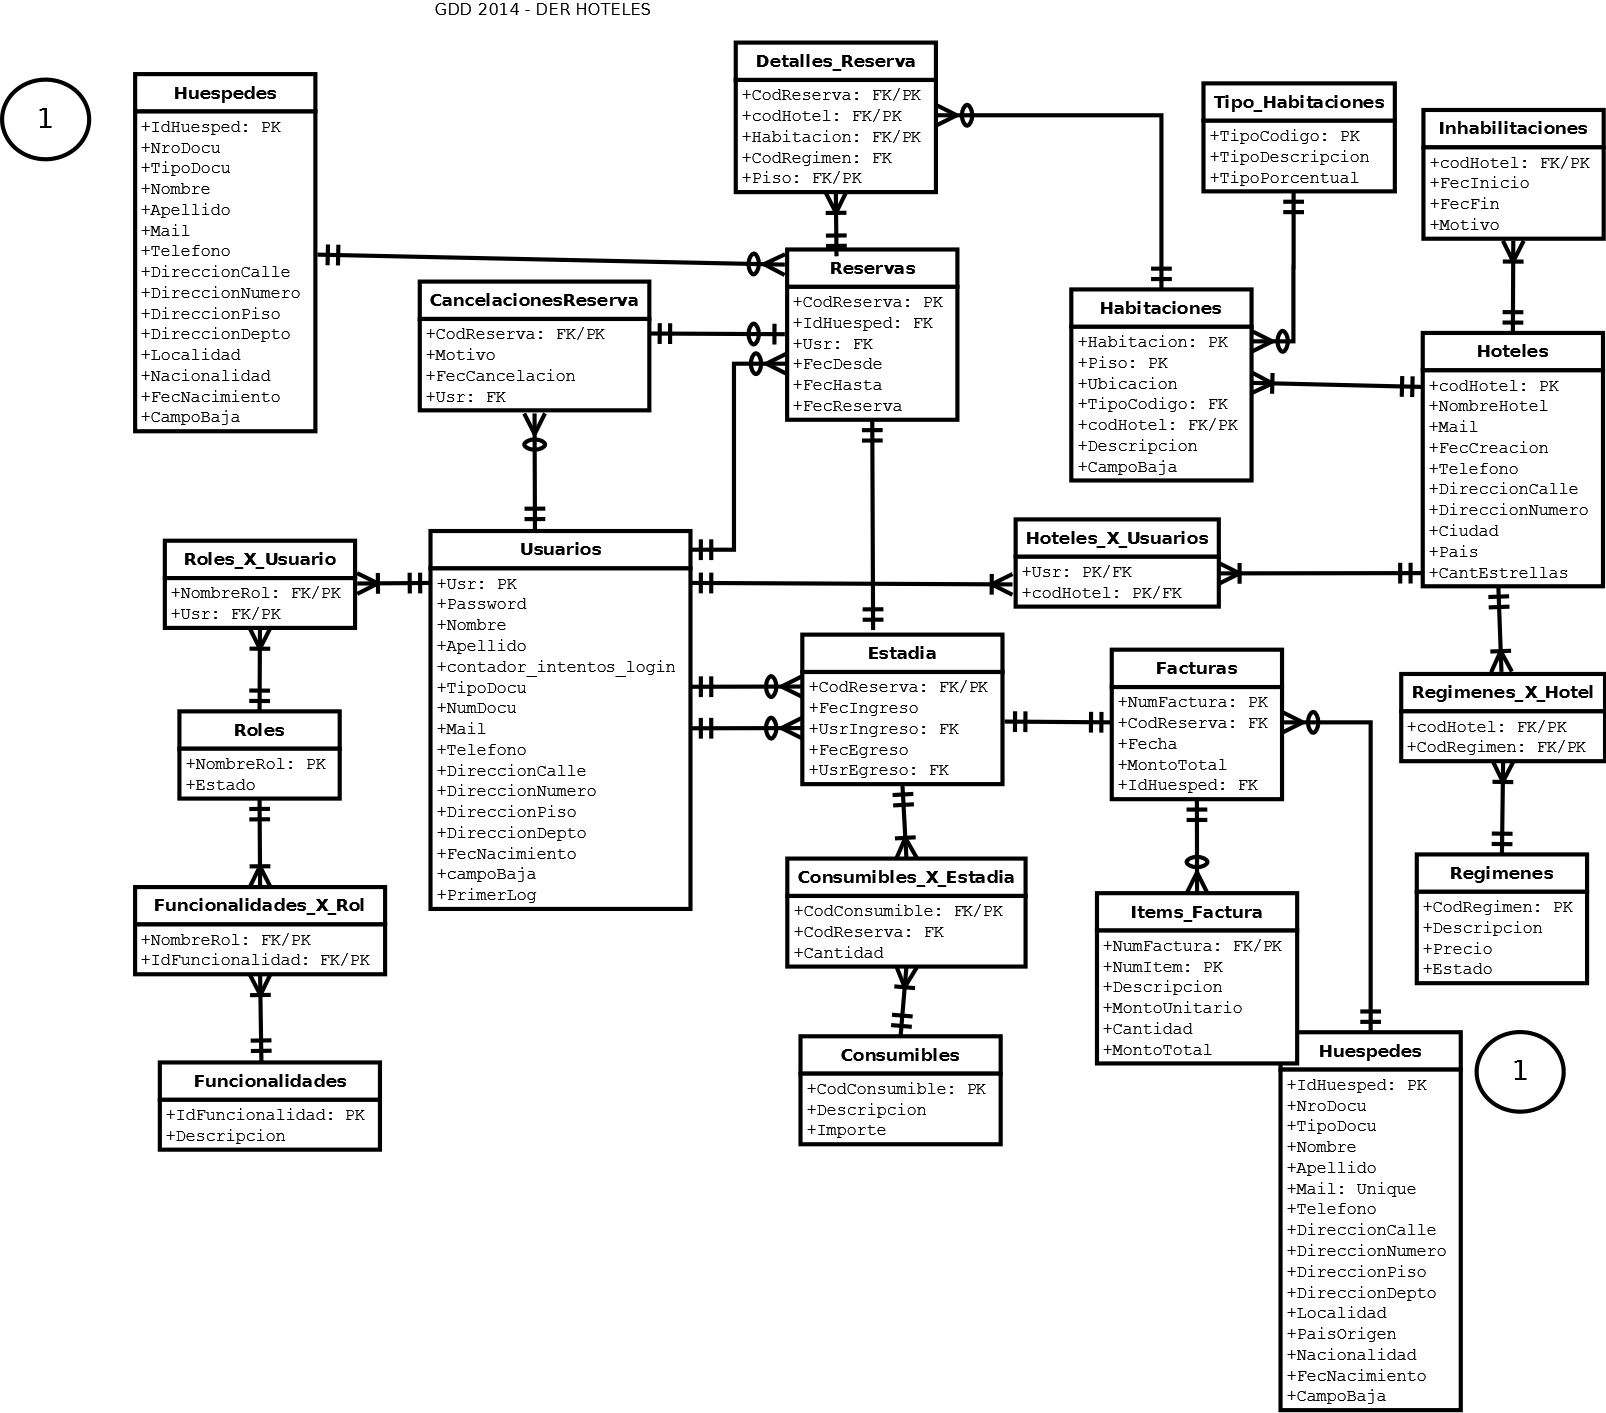 GDD 2014 - DER HOTELES
1
Huespedes
+IdHuesped: PK
+NroDocu
+TipoDocu
+Nombre
+Apellido
+Mail
+Telefono
+DireccionCalle
+DireccionNumero
+DireccionPiso
+DireccionDepto
+Localidad
+Nacionalidad
+FecNacimiento
+CampoBaja
Detalles_Reserva
+CodReserva: FK/PK
+codHotel: FK/PK
+Habitacion: FK/PK
+CodRegimen: FK
+Piso: FK/PK
Tipo_Habitaciones
+TipoCodigo: PK
+TipoDescripcion
+TipoPorcentual
Inhabilitaciones
+codHotel: FK/PK
+FecInicio
+FecFin
+Motivo
CancelacionesReserva
+CodReserva: FK/PK
+Motivo
+FecCancelacion
+Usr: FK
Reservas
+CodReserva: PK
+IdHuesped: FK
+Usr: FK
+FecDesde
+FecHasta
+FecReserva
Habitaciones
+Habitacion: PK
+Piso: PK
+Ubicacion
+TipoCodigo: FK
+codHotel: FK/PK
+Descripcion
+CampoBaja
Hoteles
+codHotel: PK
+NombreHotel
+Mail
+FecCreacion
+Telefono
+DireccionCalle
+DireccionNumero
+Ciudad
+Pais
+CantEstrellas
Roles_X_Usuario
+NombreRol: FK/PK
+Usr: FK/PK
Usuarios
+Usr: PK
+Password
+Nombre
+Apellido
+contador_intentos_login
+TipoDocu
+NumDocu
+Mail
+Telefono
+DireccionCalle
+DireccionNumero
+DireccionPiso
+DireccionDepto
+FecNacimiento
+campoBaja
+PrimerLog
Hoteles_X_Usuarios
+Usr: PK/FK
+codHotel: PK/FK
Estadia
+CodReserva: FK/PK
+FecIngreso
+UsrIngreso: FK
+FecEgreso
+UsrEgreso: FK
Facturas
+NumFactura: PK
+CodReserva: FK
+Fecha
+MontoTotal
+IdHuesped: FK
Regimenes_X_Hotel
+codHotel: FK/PK
+CodRegimen: FK/PK
Roles
+NombreRol: PK
+Estado
Funcionalidades_X_Rol
+NombreRol: FK/PK
+IdFuncionalidad: FK/PK
Consumibles_X_Estadia
+CodConsumible: FK/PK
+CodReserva: FK
+Cantidad
Items_Factura
+NumFactura: FK/PK
+NumItem: PK
+Descripcion
+MontoUnitario
+Cantidad
+MontoTotal
Regimenes
+CodRegimen: PK
+Descripcion
+Precio
+Estado
Funcionalidades
+IdFuncionalidad: PK
+Descripcion
Consumibles
+CodConsumible: PK
+Descripcion
+Importe
Huespedes
+IdHuesped: PK
+NroDocu
+TipoDocu
+Nombre
+Apellido
+Mail: Unique
+Telefono
+DireccionCalle
+DireccionNumero
+DireccionPiso
+DireccionDepto
+Localidad
+PaisOrigen
+Nacionalidad
+FecNacimiento
+CampoBaja
1